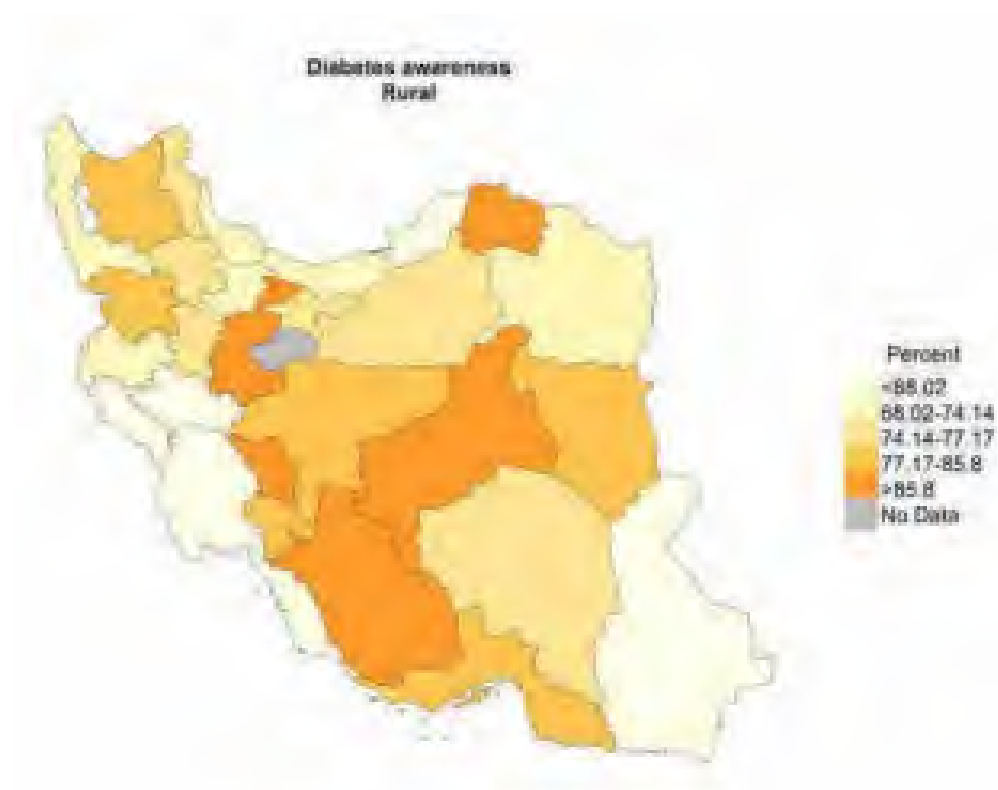 Diabetes awareness
Rural
Percent
<68.02
68.02-74.14
74.14-77.17
77.17-85.8
>85.8
No Data